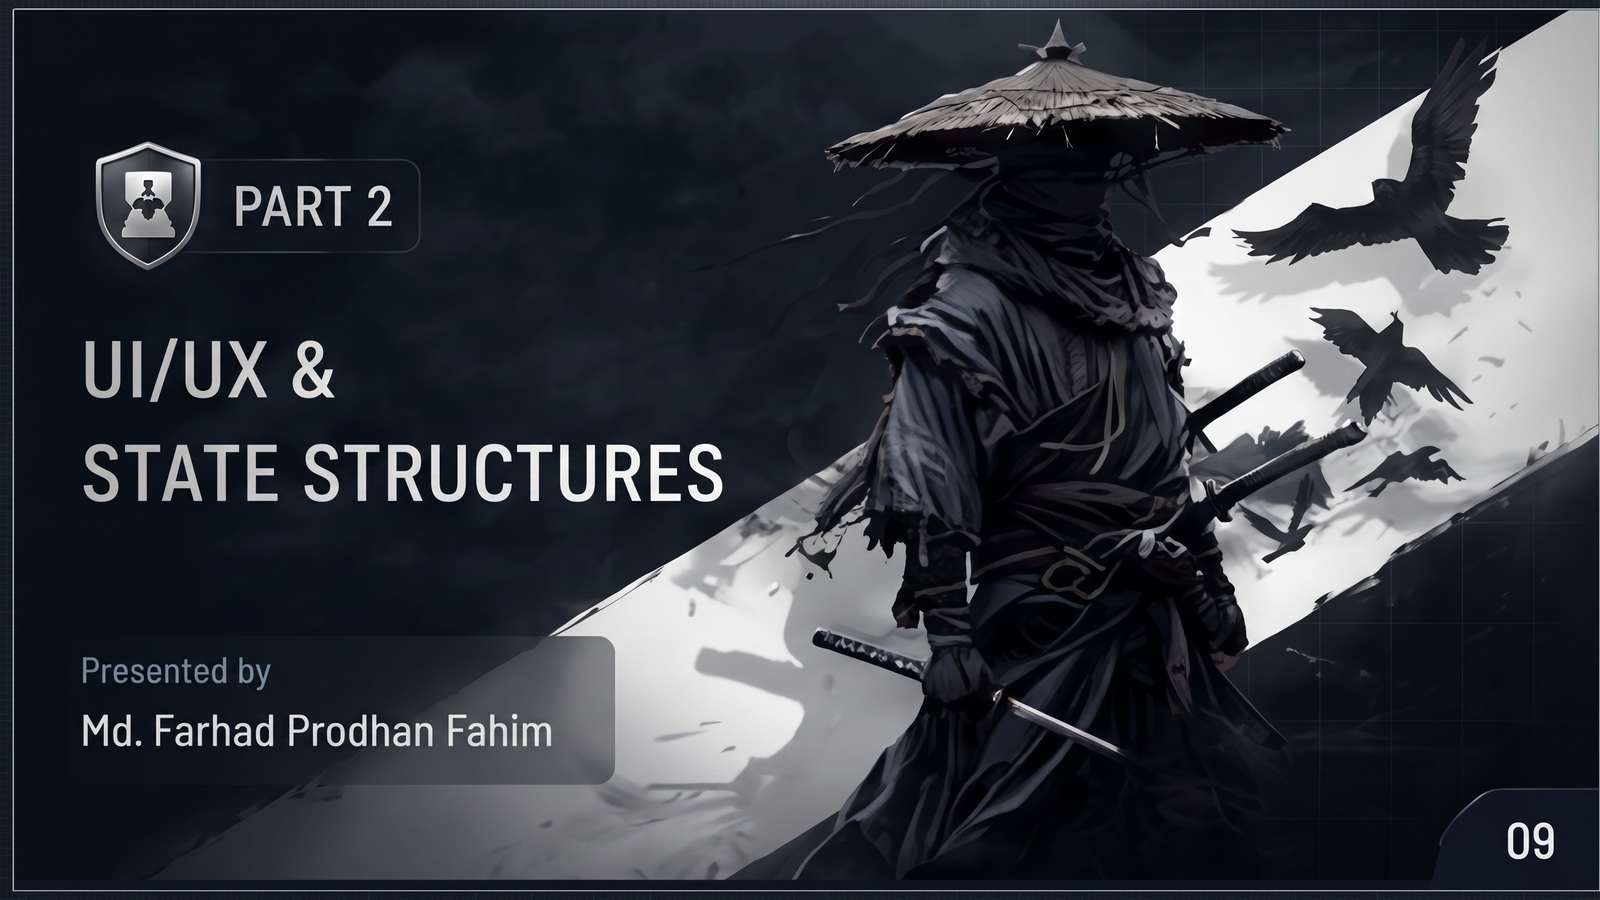 PART 2
UI/UX &
STATE STRUCTURES
Presented by
Md. Farhad Prodhan Fahim
09